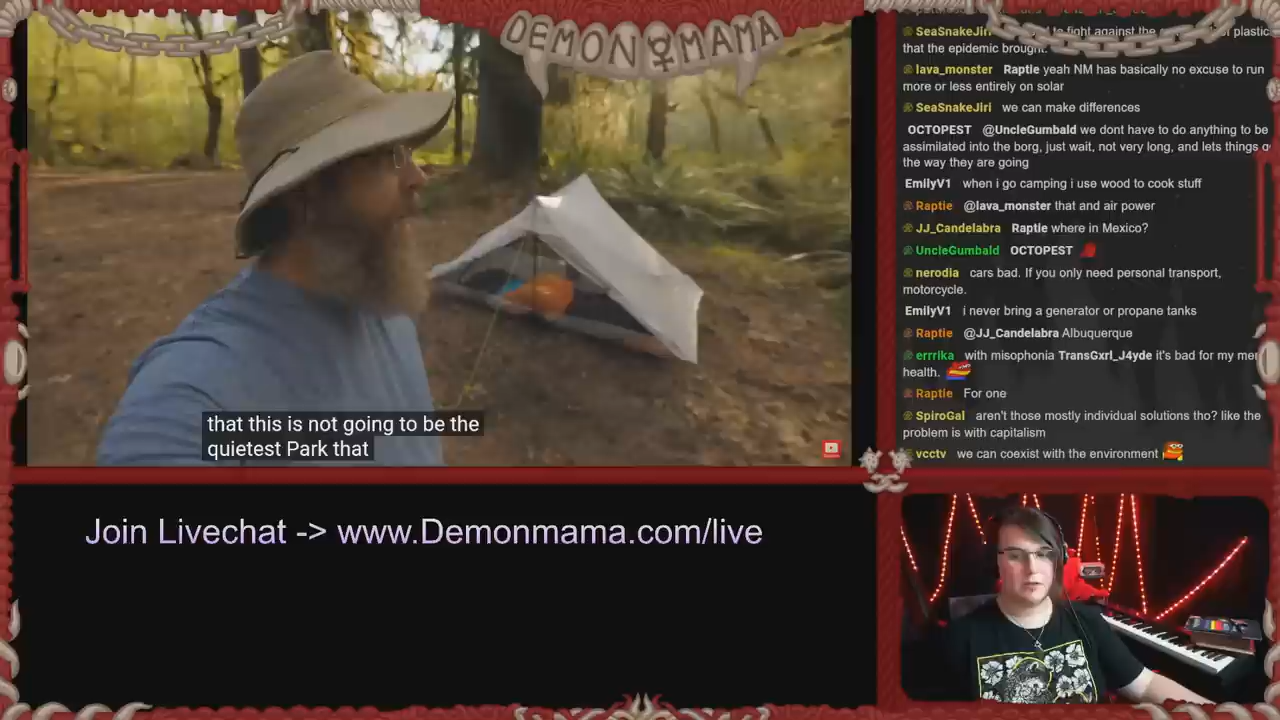 DEMON MAMA
that this is not going to be the
quietest Park that
Join Livechat -> www.Demonmama.com/live
SeaSnakeJiri to fight against the plastic
that the epidemic brought.
lava_monster Raptie yeah NM has basically no excuse to run
more or less entirely on solar
SeaSnakeJiri we can make differences
OCTOPEST @UncleGumbald we dont have to do anything to be
assimilated into the borg, just wait, not very long, and lets things
the way they are going
EmilyV1 when i go camping i use wood to cook stuff
Raptie @lava_monster that and air power
JJ_Candelabra Raptie where in Mexico?
UncleGumbald OCTOPEST
nerodia cars bad. If you only need personal transport,
motorcycle.
EmilyV1 i never bring a generator or propane tanks
Raptie @JJ_Candelabra Albuquerque
errrika with misophonia TransGxrl_J4yde it's bad for my
health.
Raptie For one
SpiroGal aren't those mostly individual solutions tho? like the
problem is with capitalism
vcctv we can coexist with the environment